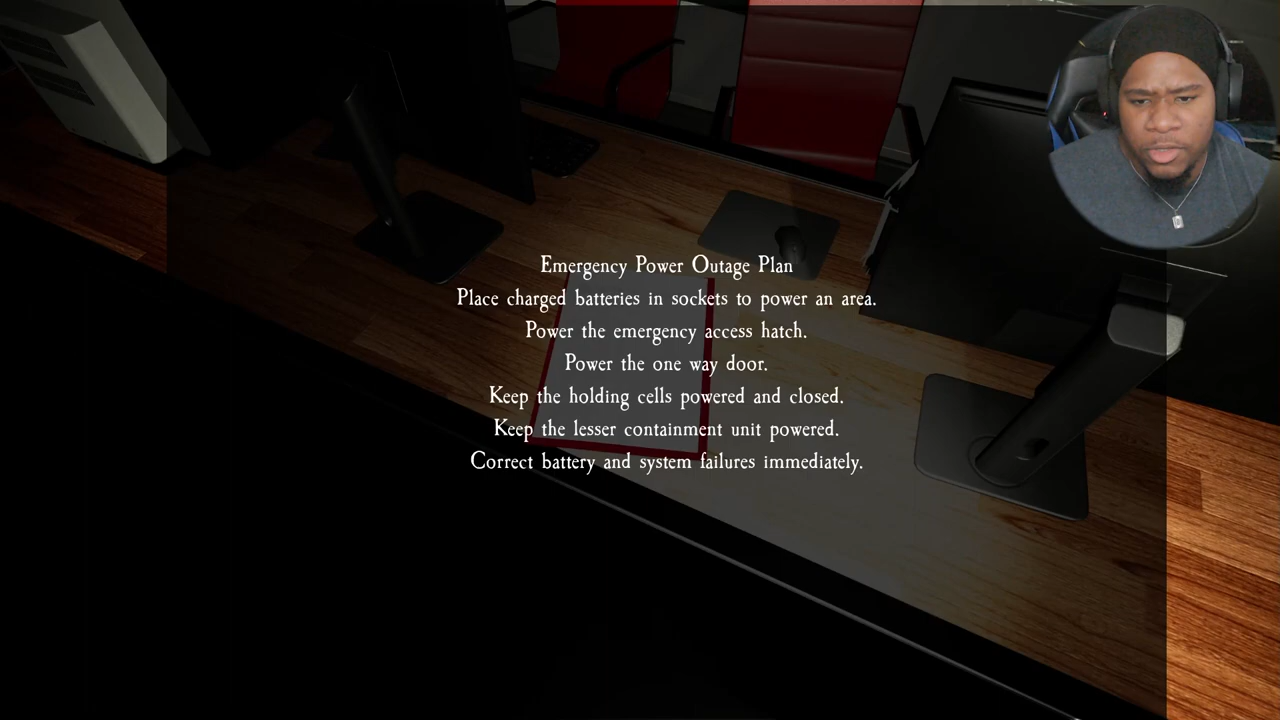 Emergency Power Outage Plan
Place charged batteries in sockets to power an area.
Power the emergency access hatch.
Power the one way door.
Keep the holding cells powered and closed.
Keep the lesser containment unit powered.
Correct battery and system failures immediately.